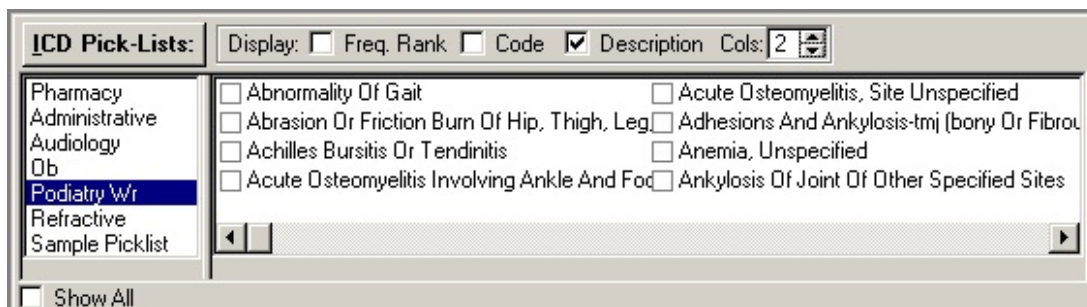 ICD Pick-Lists: Display: Freq. Rank Code Description Cols: 2
Pharmacy
Administrative
Audiology
Ob
Podiatry Wr
Refractive
Sample Picklist
Abnormality Of Gait
Abrasion Or Friction Burn Of Hip, Thigh, Leg,
Achilles Bursitis Or Tendinitis
Acute Osteomyelitis Involving Ankle And Foo
Acute Osteomyelitis, Site Unspecified
Adhesions And Ankylosis-tmj (bony Or Fibrou
Anemia, Unspecified
Ankylosis Of Joint Of Other Specified Sites
Show All